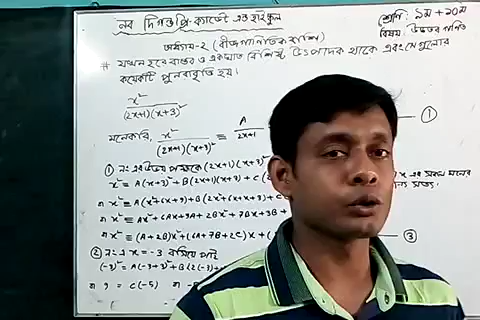 নব দিগন্ত ক্যাডেট এন্ড হাইস্কুল
শ্রেণি: ৯ম + ১০ম
বিষয়: উচ্চতর গণিত
অধ্যায়-২ (বীজগাণিতিক রাশি)
# যখন হরে বাস্তব ও একঘাত বিশিষ্ট উৎপাদক থাকে এবং সেগুলোর
কয়েকটি পুনরাবৃত্তি হয়।
x² / (2x+1)(x+3)²
মনেকরি, x² / (2x+1)(x+3)² ≡ A / 2x+1 ①
① নং এর উভয় পক্ষকে (2x+1)(x+3)² x এর সকল মানের
x² ≡ A(x+3)² + B(2x+1)(x+3) + C( সত্য।
বা x² ≡ A(x²+6x+9) + B(2x²+6x+x+3) + C
বা x² ≡ Ax²+6Ax+9A + 2Bx²+7Bx+3B +
বা x² ≡ (A+2B)x² + (6A+7B+2C)x + ( ③
② নং এ x = -3 বসিয়ে পাই
(-3)² = A(-3+3)² + B{2(-3)+
বা 9 = C(-5) বা